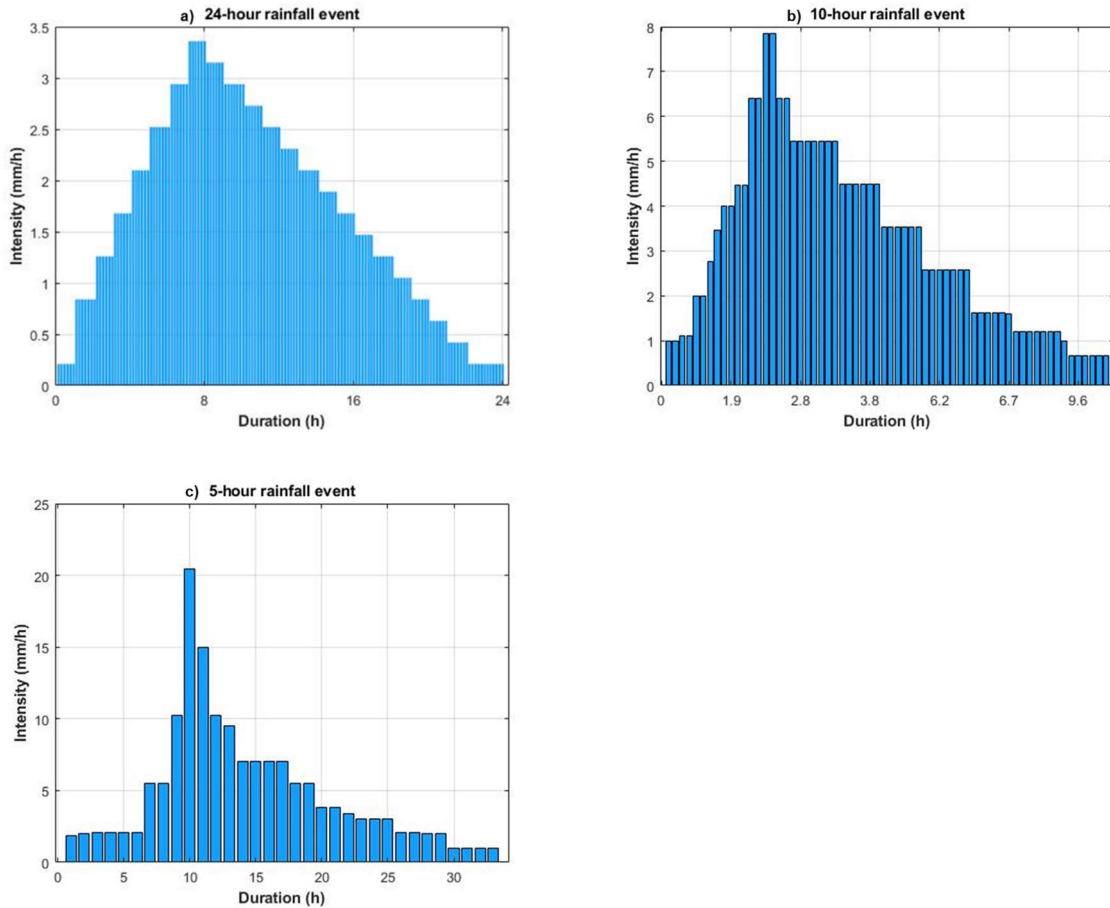 a) 24-hour rainfall event
3.5
3
2.5
2
1.5
1
0.5
0
Intensity (mm/h)
0 8 16 24
Duration (h)
b) 10-hour rainfall event
8
7
6
5
4
3
2
1
0
Intensity (mm/h)
0 1.9 2.8 3.8 6.2 6.7 9.6
Duration (h)
c) 5-hour rainfall event
25
20
15
10
5
0
Intensity (mm/h)
0 5 10 15 20 25 30
Duration (h)